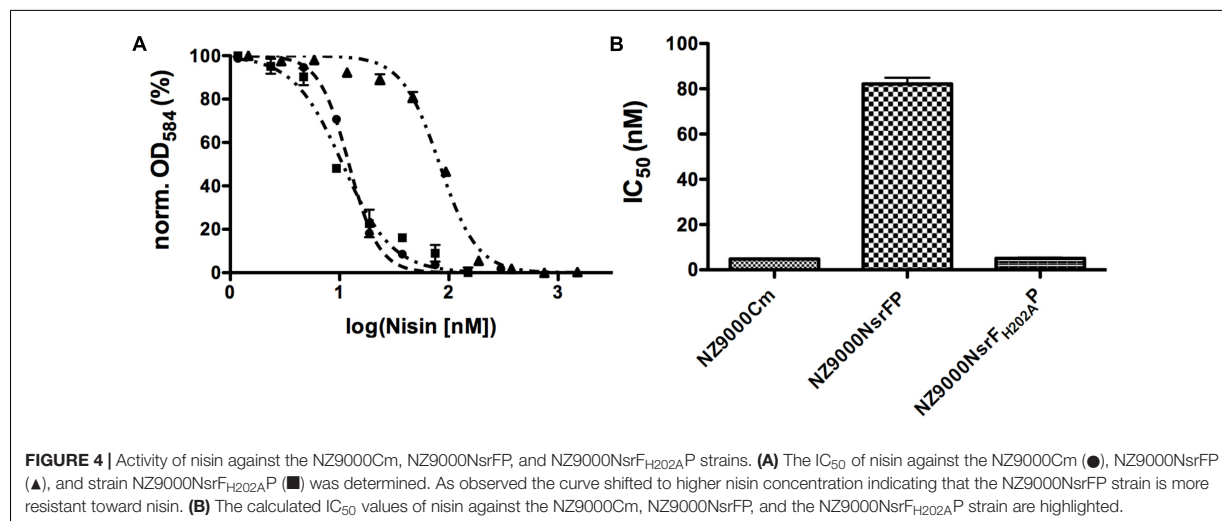 A
norm. OD584 (%)
100
80
60
40
20
0
0 1 2 3
log(Nisin [nM])
B
IC50 (nM)
100
80
60
40
20
0
NZ9000Cm
NZ9000NsrFP
NZ9000NsrFH202AP
FIGURE 4 | Activity of nisin against the NZ9000Cm, NZ9000NsrFP, and NZ9000NsrFH202AP strains. (A) The IC50 of nisin against the NZ9000Cm (●), NZ9000NsrFP
(▲), and strain NZ9000NsrFH202AP (■) was determined. As observed the curve shifted to higher nisin concentration indicating that the NZ9000NsrFP strain is more
resistant toward nisin. (B) The calculated IC50 values of nisin against the NZ9000Cm, NZ9000NsrFP, and the NZ9000NsrFH202AP strain are highlighted.